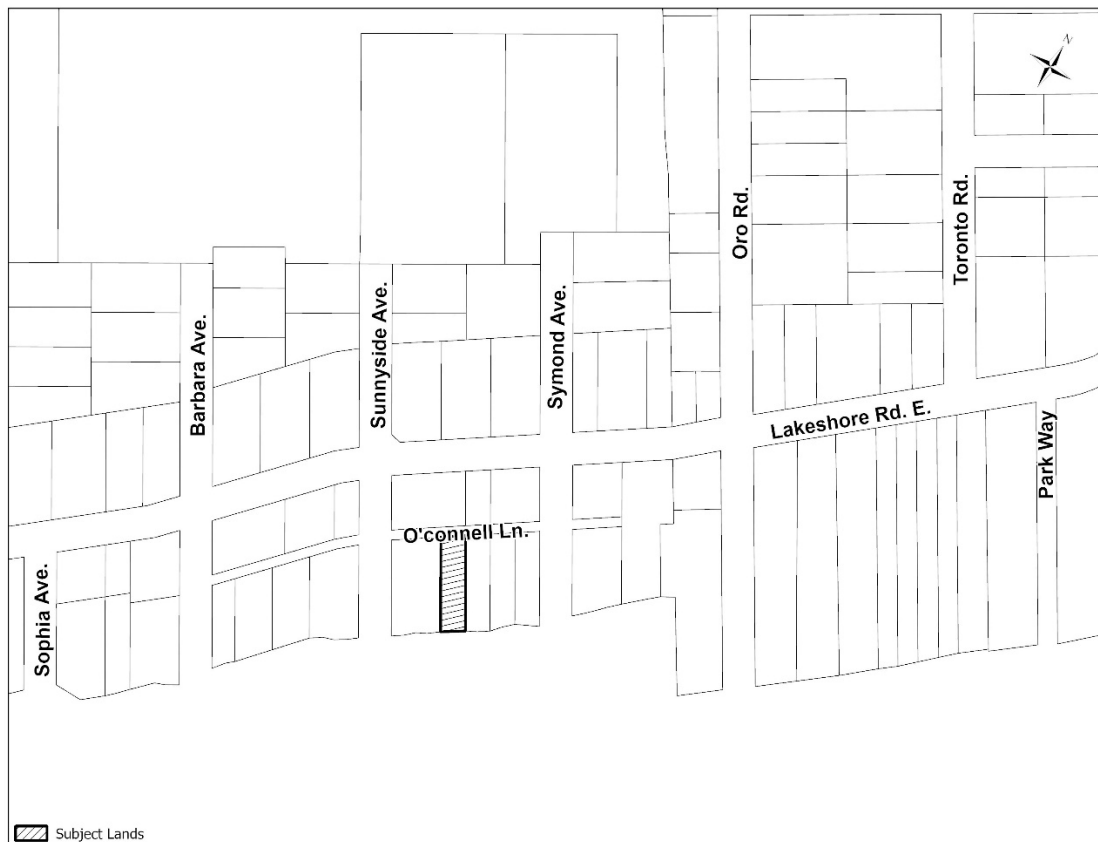 N
Oro Rd.
Toronto Rd.
Barbara Ave.
Sunnyside Ave.
Symond Ave.
Lakeshore Rd. E.
Park Way
O'connell Ln.
Sophia Ave.
Subject Lands